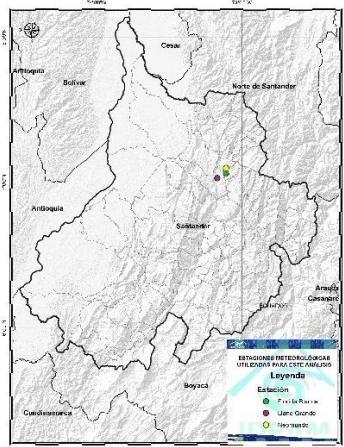 Cesar
Antioquia
Bolívar
Norte de Santander
Antioquia
Santander
Arauca
Casanare
Boyacá
Cundinamarca
ESTACIONES METEOROLÓGICAS
UTILIZADAS PARA ESTE ANÁLISIS
Leyenda
Estación
Llano Grande
Neomundo